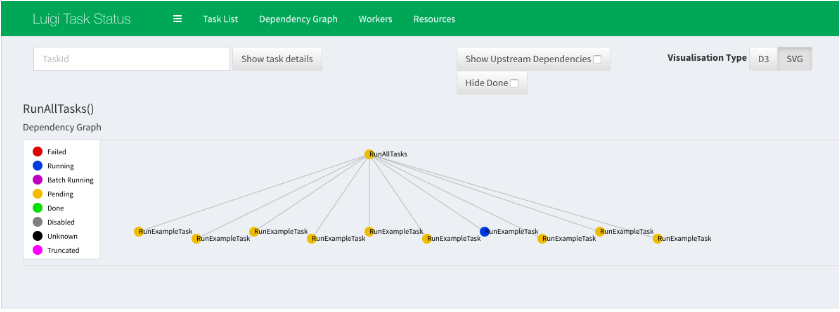 Luigi Task Status
Task List
Dependency Graph
Workers
Resources
TaskId
Show task details
Show Upstream Dependencies
Visualisation Type
D3
SVG
Hide Done
RunAllTasks()
Dependency Graph
Failed
Running
Batch Running
Pending
Done
Disabled
Unknown
Truncated
RunAllTasks
RunExampleTask
RunExampleTask
RunExampleTask
RunExampleTask
RunExampleTask
RunExampleTask
RunExampleTask
RunExampleTask
RunExampleTask
RunExampleTask